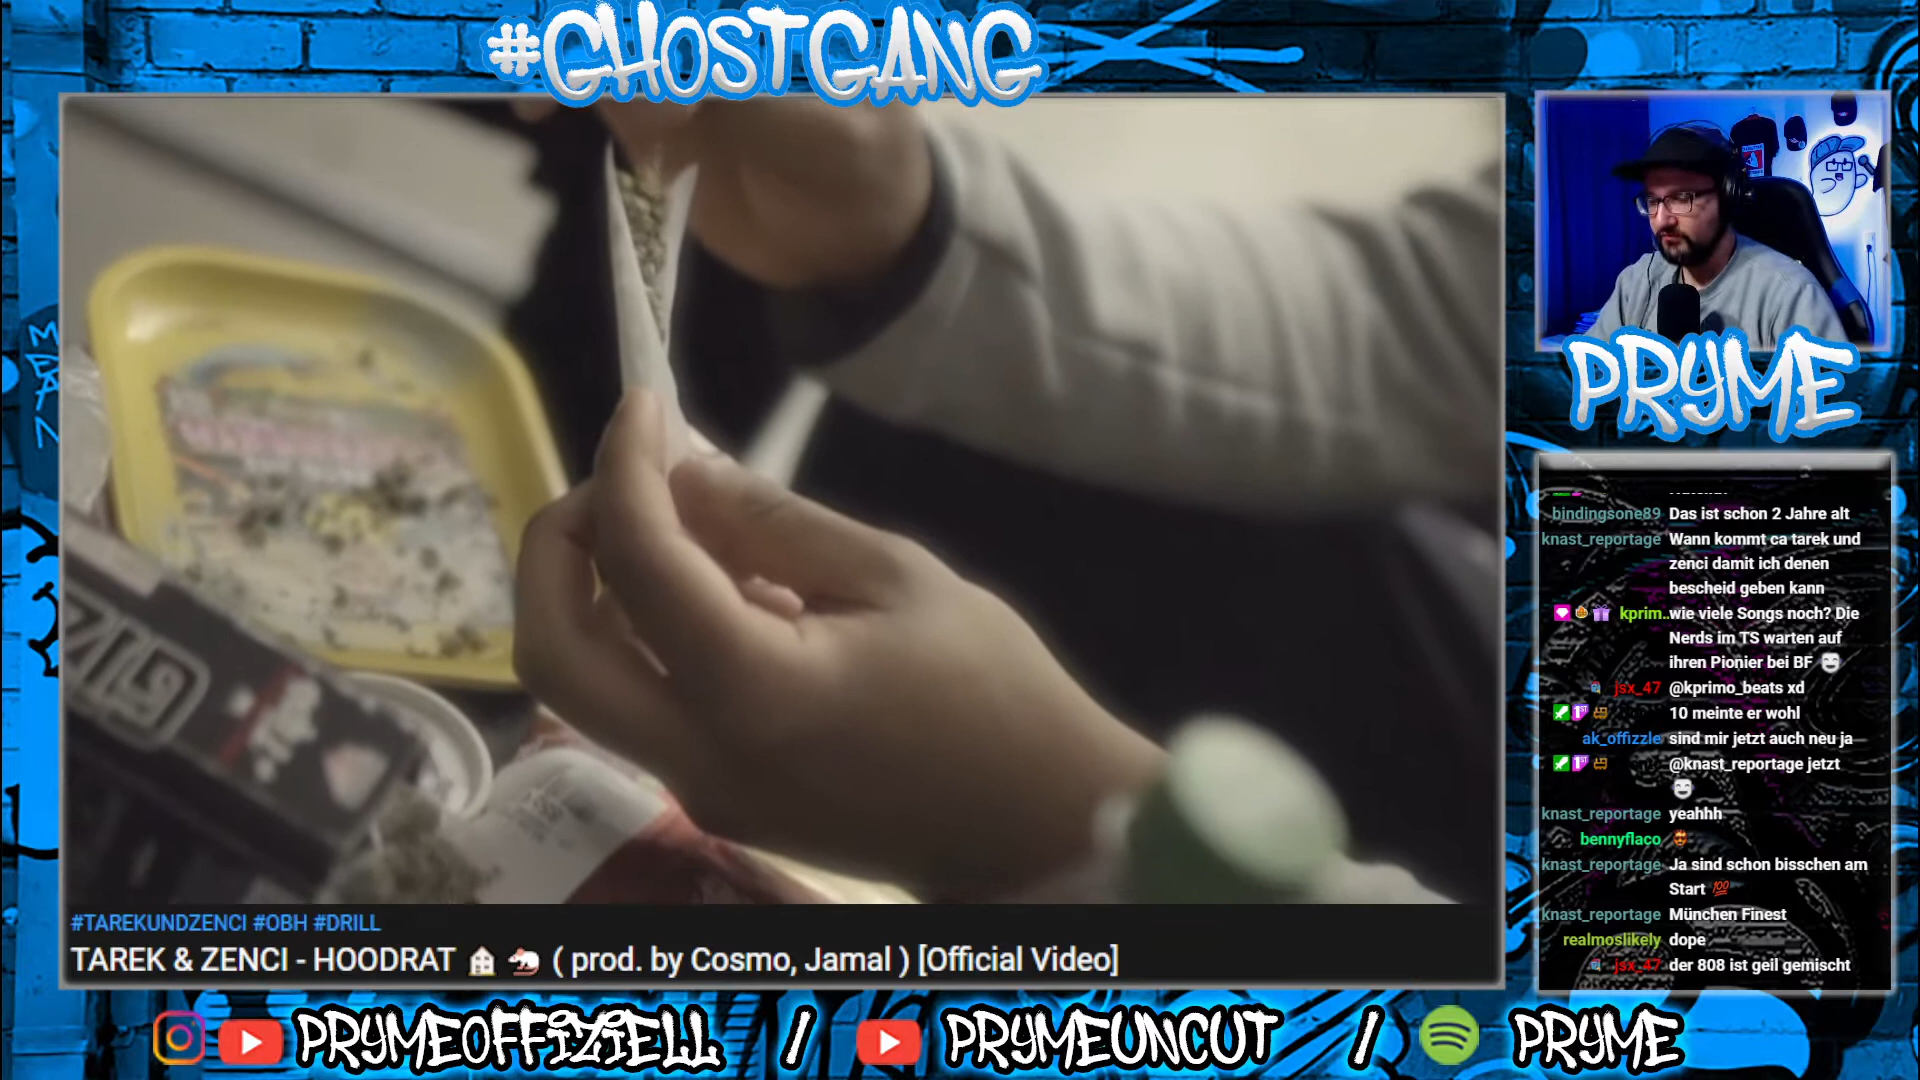 #GHOSTGANG
PRYME
bindingsone89 Das ist schon 2 Jahre alt
knast_reportage Wann kommt ca tarek und
zenci damit ich denen
bescheid geben kann
kprim.. wie viele Songs noch? Die
Nerds im TS warten auf
ihren Pionier bei BF
jsx_47 @kprimo_beats xd
10 meinte er wohl
ak_offizzle sind mir jetzt auch neu ja
@knast_reportage jetzt
knast_reportage yeahhh
bennyflaco
knast_reportage Ja sind schon bisschen am
Start 💯
knast_reportage München Finest
realmoslikely dope
jsx_47 der 808 ist geil gemischt
#TAREKUNDZENCI #OBH #DRILL
TAREK & ZENCI - HOODRAT 🏠 🐀 ( prod. by Cosmo, Jamal ) [Official Video]
PRYMEOFFIZIELL / PRYMEUNCUT / PRYME